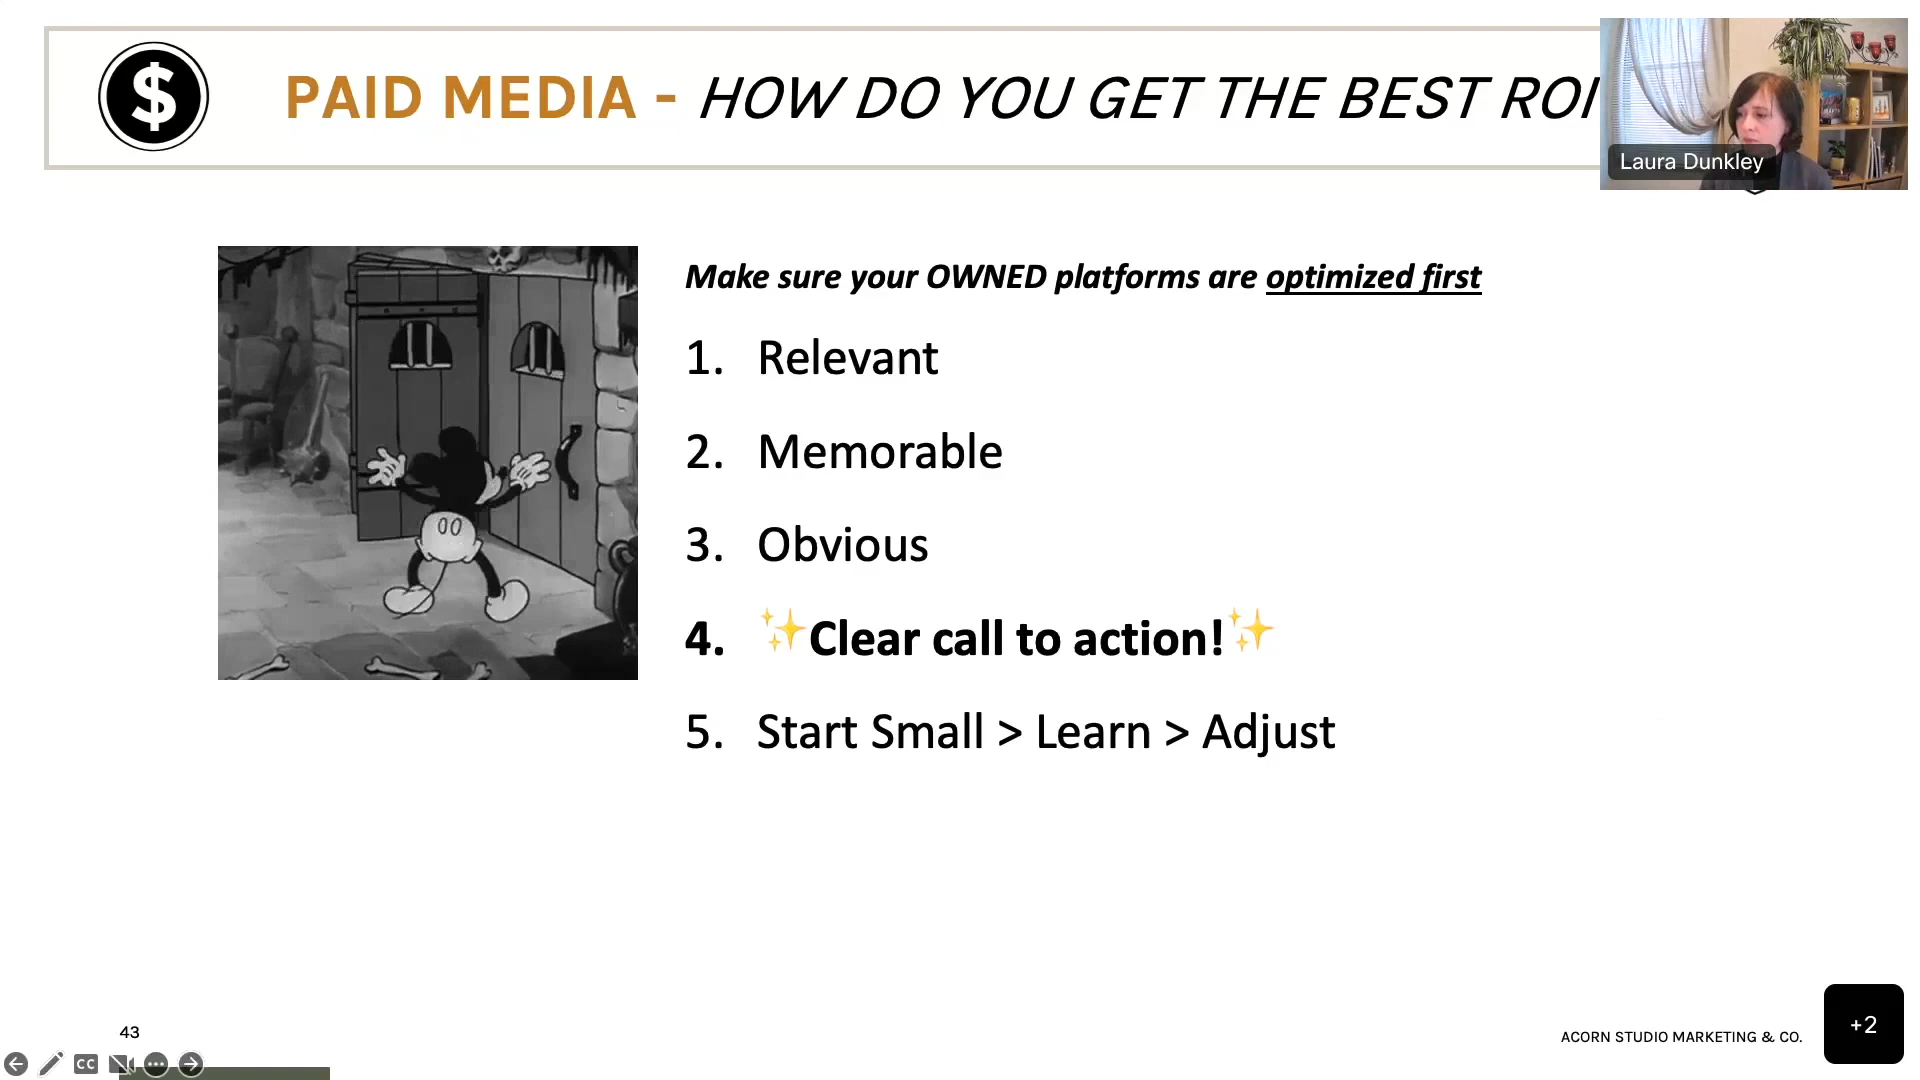 $
PAID MEDIA - HOW DO YOU GET THE BEST ROI
Laura Dunkley
Make sure your OWNED platforms are optimized first
1. Relevant
2. Memorable
3. Obvious
4. ✨Clear call to action!✨
5. Start Small > Learn > Adjust
43
ACORN STUDIO MARKETING & CO.
+2
CC